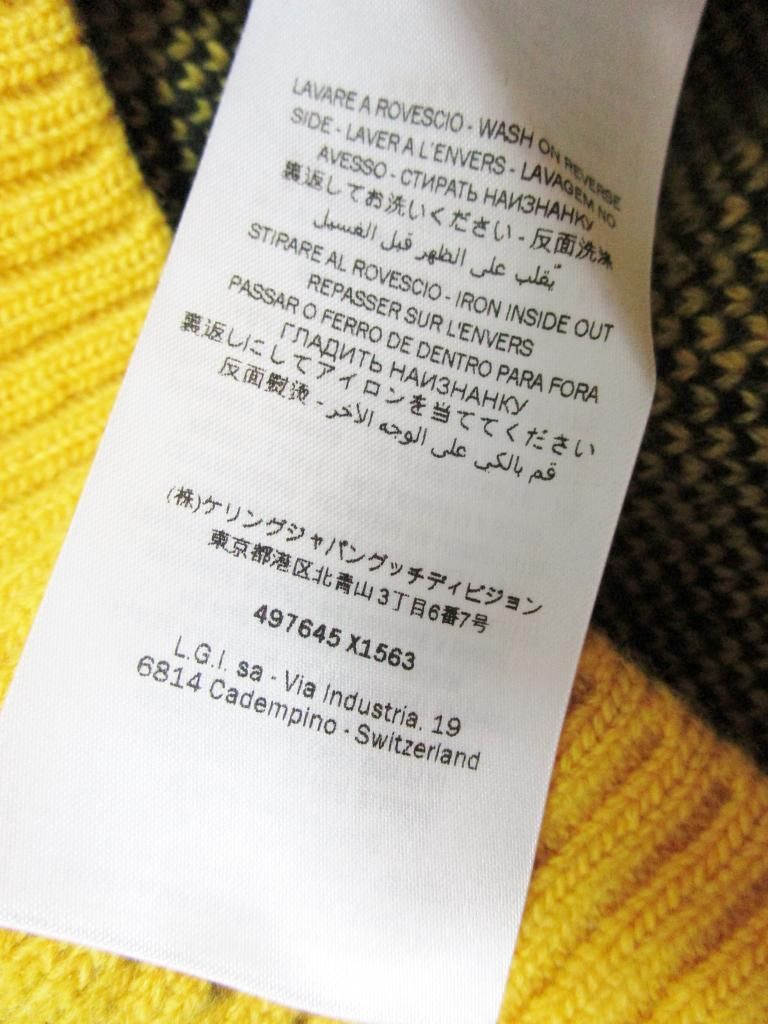 LAVARE A ROVESCIO - WASH ON REVERSE
SIDE - LAVER A L'ENVERS - LAVAGEM NO
AVESSO - СТИРАТЬ НАИЗНАНКУ
裏返してお洗いください - 反面洗涤
يُقلب على الظهر قبل الغسيل
STIRARE AL ROVESCIO - IRON INSIDE OUT
REPASSER SUR L'ENVERS
PASSAR O FERRO DE DENTRO PARA FORA
ГЛАДИТЬ НАИЗНАНКУ
裏返しにしてアイロンを当ててください
反面熨烫 - قم بالكي على الوجه الآخر
(株)ケリングジャパングッチディビジョン
東京都港区北青山3丁目6番7号
497645 X1563
L.G.I. sa - Via Industria, 19
6814 Cadempino - Switzerland